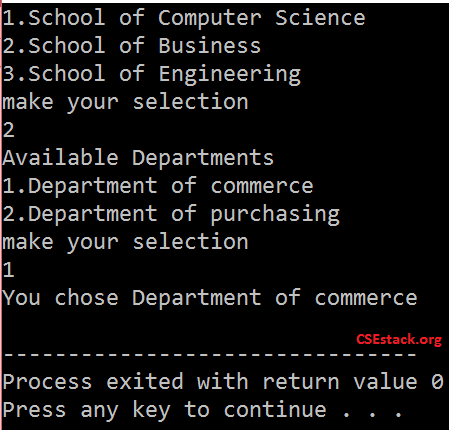 1.School of Computer Science
2.School of Business
3.School of Engineering
make your selection
2
Available Departments
1.Department of commerce
2.Department of purchasing
make your selection
1
You chose Department of commerce
CSEstack.org
--------------------------------
Process exited with return value 0
Press any key to continue . . .